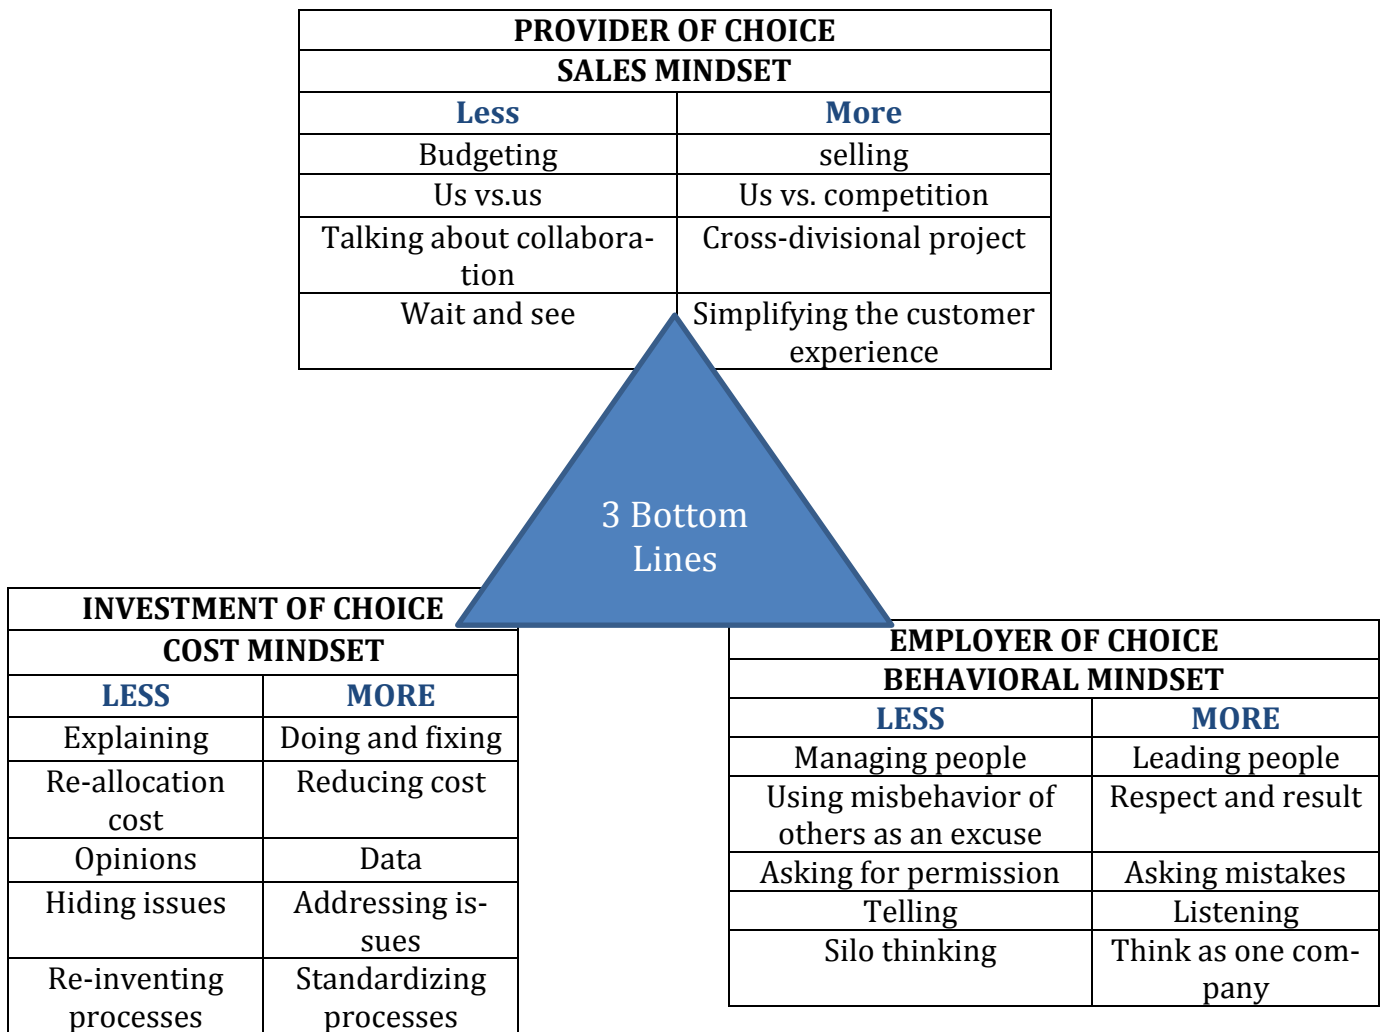 PROVIDER OF CHOICE
SALES MINDSET
Less More
Budgeting selling
Us vs.us Us vs. competition
Talking about collabora-
tion
Cross-divisional project
Wait and see
Simplifying the customer
experience
3 Bottom
Lines
INVESTMENT OF CHOICE
COST MINDSET
LESS MORE
Explaining Doing and fixing
Re-allocation
cost
Reducing cost
Opinions Data
Hiding issues
Addressing is-
sues
Re-inventing
processes
Standardizing
processes
EMPLOYER OF CHOICE
BEHAVIORAL MINDSET
LESS MORE
Managing people Leading people
Using misbehavior of
others as an excuse
Respect and result
Asking for permission Asking mistakes
Telling Listening
Silo thinking
Think as one com-
pany